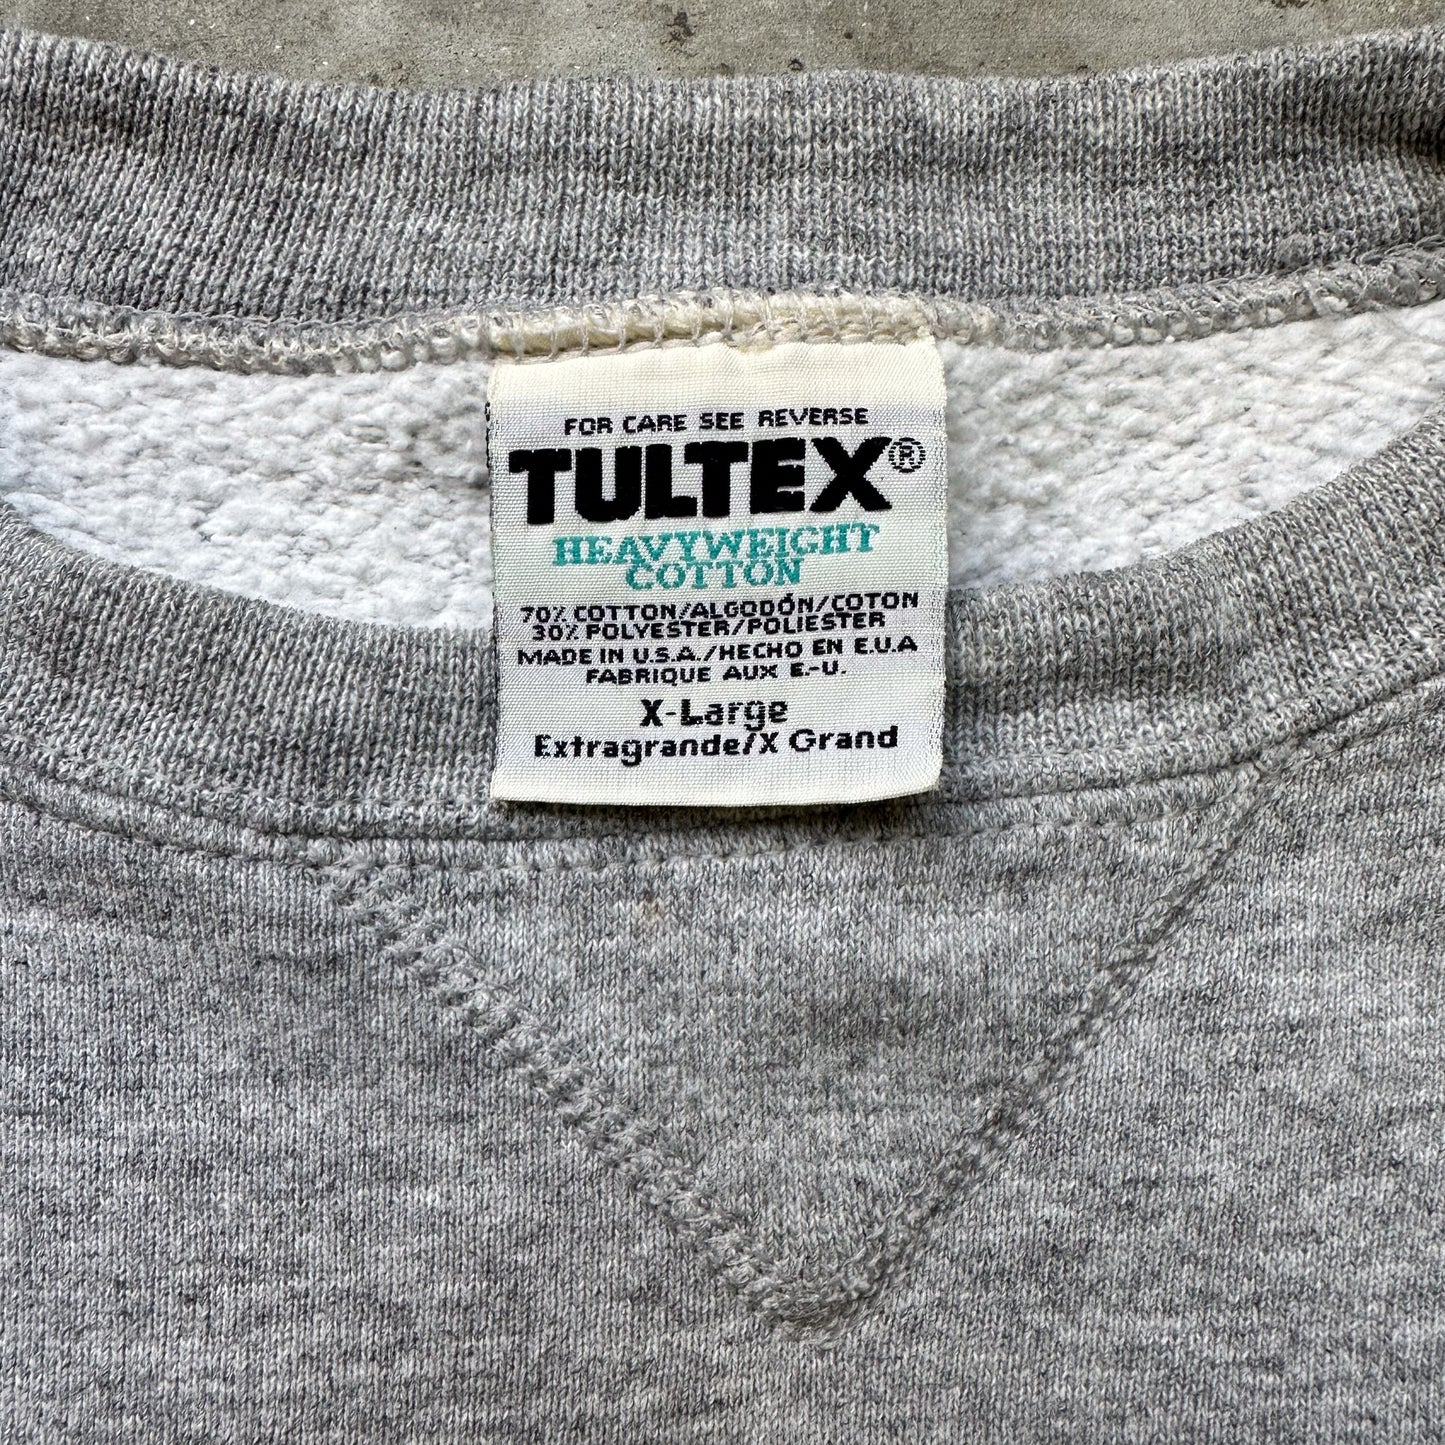 FOR CARE SEE REVERSE
TULTEX®
HEAVYWEIGHT
COTTON
70% COTTON/ALGODÓN/COTON
30% POLYESTER/POLIESTER
MADE IN U.S.A./HECHO EN E.U.A
FABRIQUE AUX E.-U.
X-Large
Extragrande/X Grand